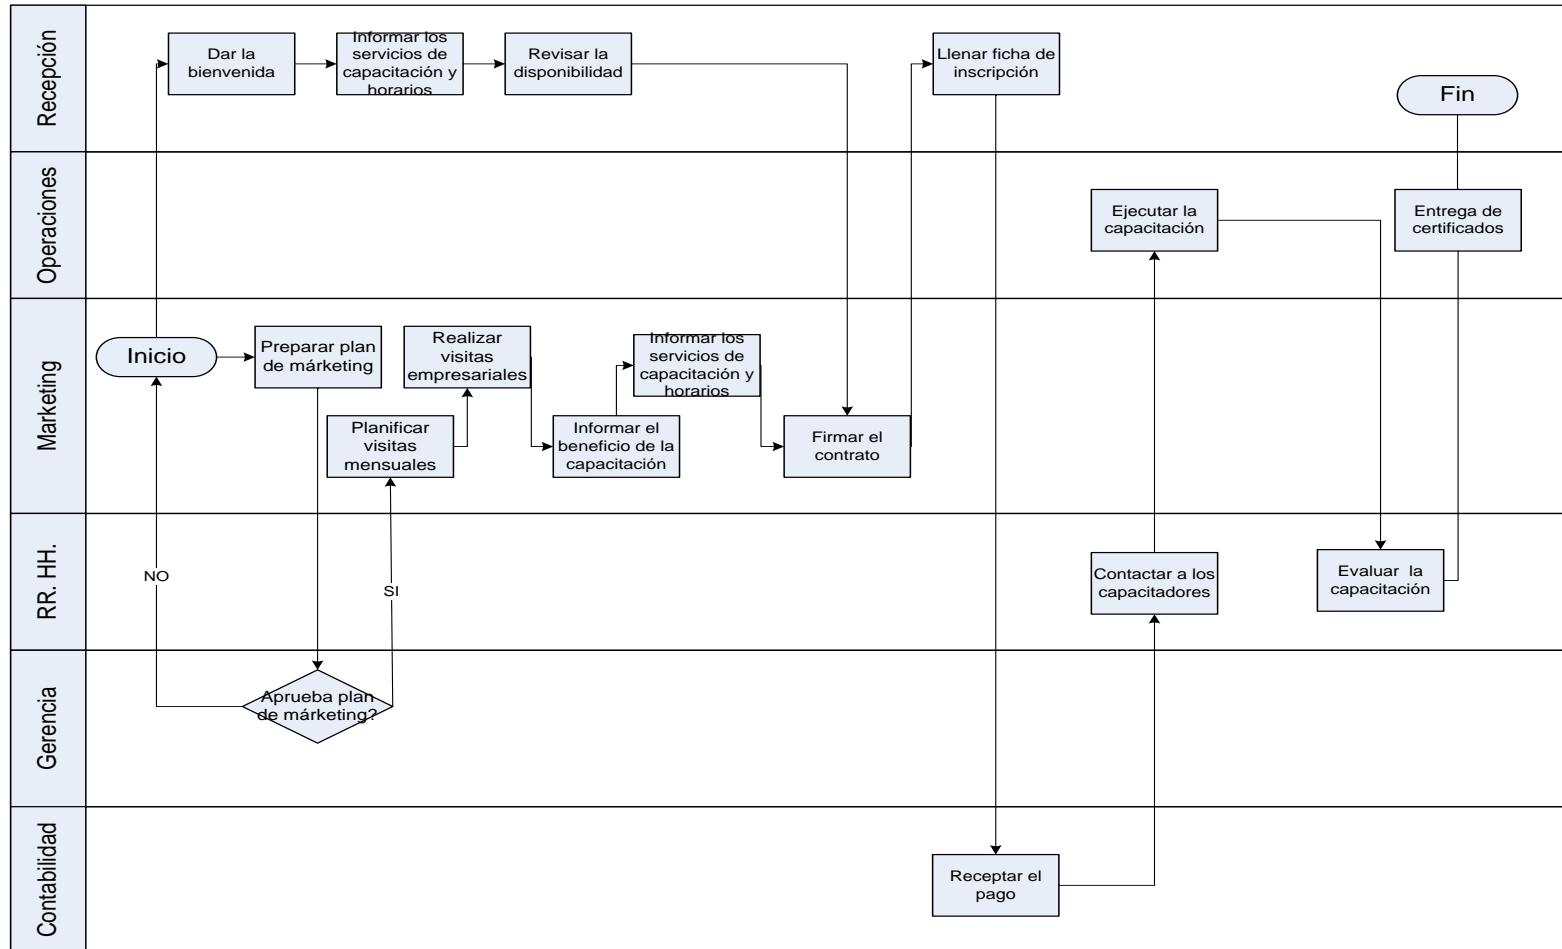 Recepción
Dar la
bienvenida
Informar los
servicios de
capacitación y
horarios
Revisar la
disponibilidad
Llenar ficha de
inscripción
Fin
Operaciones
Ejecutar la
capacitación
Entrega de
certificados
Marketing
Inicio
Preparar plan
de márketing
Realizar
visitas
empresariales
Informar los
servicios de
capacitación y
horarios
Planificar
visitas
mensuales
Informar el
beneficio de la
capacitación
Firmar el
contrato
RR. HH.
NO
SI
Contactar a los
capacitadores
Evaluar la
capacitación
Gerencia
Aprueba plan
de márketing?
Contabilidad
Receptar el
pago